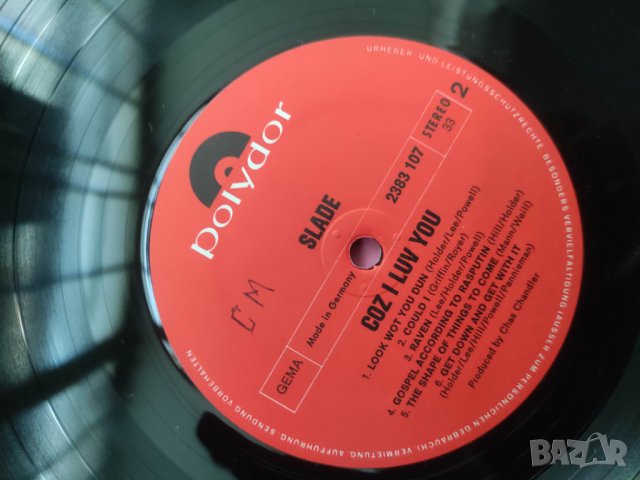 polydor
SLADE
2383 107
STEREO 2
33
COZ I LUV YOU
GEMA
Made in Germany
1. LOOK WOT YOU DUN (Holder/Lea/Powell)
2. COULD I (Griffin/Royer)
3. RAVEN (Lea/Holder/Powell)
4. GOSPEL ACCORDING TO RASPUTIN (Hill/Holder)
5. THE SHAPE OF THINGS TO COME (Mann/Weill)
6. GET DOWN AND GET WITH IT
(Holder/Lea/Hill/Powell/Penniman)
Produced by Chas Chandler
CM
URHEBER- UND LEISTUNGSSCHUTZRECHTE BESONDERS VERVIELFÄLTIGUNG (AUSSER ZUM PERSÖNLICHEN GEBRAUCH), VERMIETUNG, AUFFÜHRUNG, SENDUNG VORBEHALTEN
BAZAR